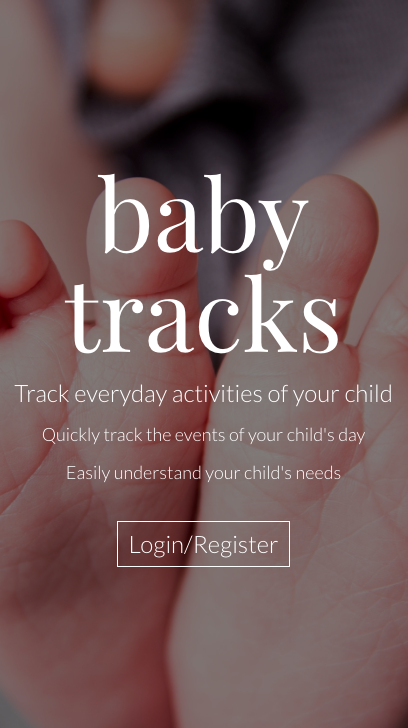 baby
tracks
Track everyday activities of your child
Quickly track the events of your child's day
Easily understand your child's needs
Login/Register